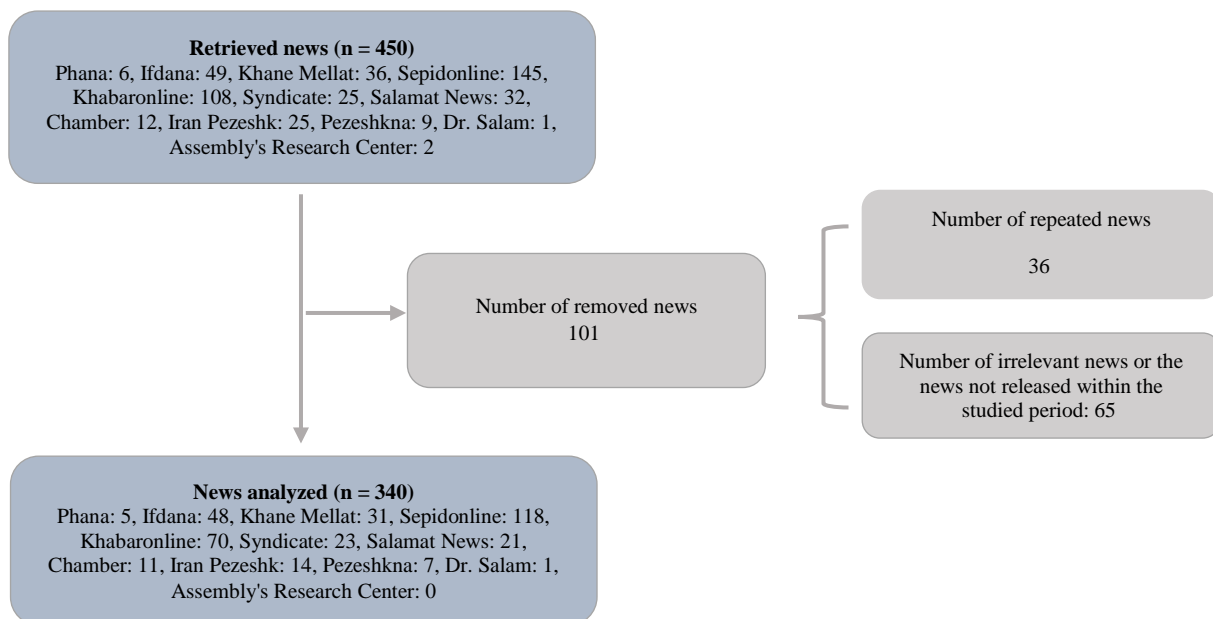 Retrieved news (n = 450)
Phana: 6, Ifdana: 49, Khane Mellat: 36, Sepidonline: 145,
Khabaronline: 108, Syndicate: 25, Salamat News: 32,
Chamber: 12, Iran Pezeshk: 25, Pezeshkna: 9, Dr. Salam: 1,
Assembly's Research Center: 2
Number of removed news
101
Number of repeated news
36
Number of irrelevant news or the
news not released within the
studied period: 65
News analyzed (n = 340)
Phana: 5, Ifdana: 48, Khane Mellat: 31, Sepidonline: 118,
Khabaronline: 70, Syndicate: 23, Salamat News: 21,
Chamber: 11, Iran Pezeshk: 14, Pezeshkna: 7, Dr. Salam: 1,
Assembly's Research Center: 0